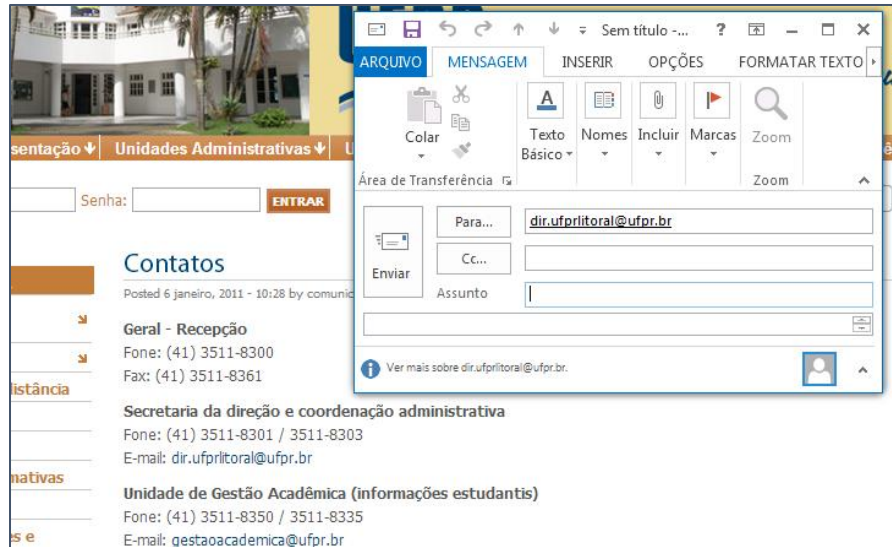 Sem título -...
ARQUIVO MENSAGEM INSERIR OPÇÕES FORMATAR TEXTO
Colar
Texto Básico
Nomes
Incluir
Marcas
Zoom
Área de Transferência
Zoom
Enviar
Para... dir.ufprlitoral@ufpr.br
Cc...
Assunto
Ver mais sobre dir.ufprlitoral@ufpr.br.
sentação Unidades Administrativas U
Senha: ENTRAR
Contatos
Posted 6 janeiro, 2011 - 10:28 by comunic
Geral - Recepção
Fone: (41) 3511-8300
Fax: (41) 3511-8361
istância
Secretaria da direção e coordenação administrativa
Fone: (41) 3511-8301 / 3511-8303
E-mail: dir.ufprlitoral@ufpr.br
mativas
Unidade de Gestão Acadêmica (informações estudantis)
Fone: (41) 3511-8350 / 3511-8335
s e
E-mail: gestaoacademica@ufpr.br